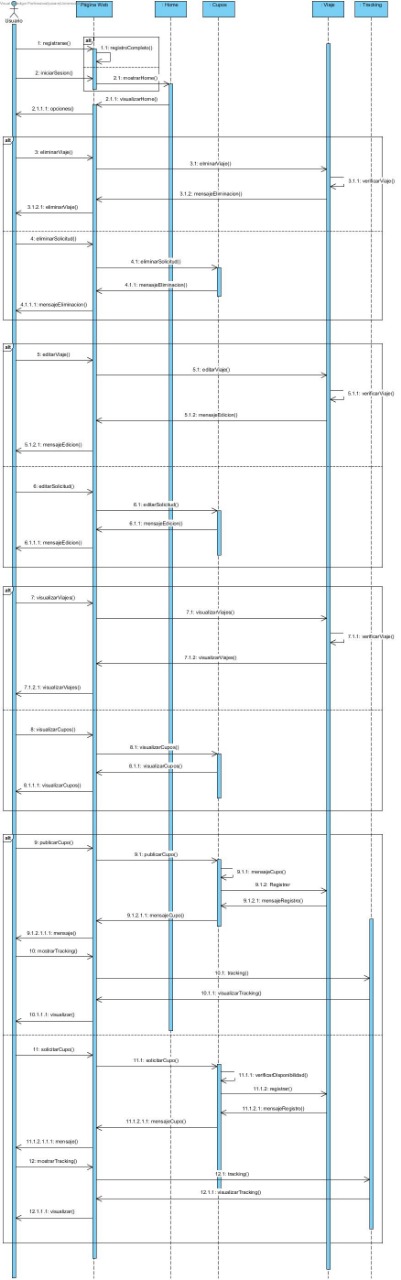 Página Web
: Home
Cupos
Viaje
: Tracking
Usuario
1: registrarse()
alt
1.1: registroCompleto()
2: iniciarSesion()
2.1: mostrarHome()
2.1.1: visualizarHome()
2.1.1.1: opciones()
alt
3: eliminarViaje()
3.1: eliminarViaje()
3.1.1: verificarViaje()
3.1.2: mensajeEliminacion()
3.1.2.1: eliminarViaje()
4: eliminarSolicitud()
4.1: eliminarSolicitud()
4.1.1: mensajeEliminacion()
4.1.1.1: mensajeEliminacion()
alt
5: editarViaje()
5.1: editarViaje()
5.1.1: verificarViaje()
5.1.2: mensajeEdicion()
5.1.2.1: mensajeEdicion()
6: editarSolicitud()
6.1: editarSolicitud()
6.1.1: mensajeEdicion()
6.1.1.1: mensajeEdicion()
alt
7: visualizarViajes()
7.1: visualizarViajes()
7.1.1: verificarViaje()
7.1.2: visualizarViajes()
7.1.2.1: visualizarViajes()
8: visualizarCupos()
8.1: visualizarCupos()
8.1.1: visualizarCupos()
8.1.1.1: visualizarCupos()
alt
9: publicarCupo()
9.1: publicarCupo()
9.1.1: mensajeCupo()
9.1.2: Registrar
9.1.2.1: mensajeRegistro()
9.1.2.1.1: mensajeCupo()
9.1.2.1.1.1: mensaje()
10: mostrarTracking()
10.1: tracking()
10.1.1: visualizarTracking()
10.1.1.1: visualizar()
11: solicitarCupo()
11.1: solicitarCupo()
11.1.1: verificarDisponibilidad()
11.1.2: registrar()
11.1.2.1: mensajeRegistro()
11.1.2.1.1: mensajeCupo()
11.1.2.1.1.1: mensaje()
12: mostrarTracking()
12.1: tracking()
12.1.1: visualizarTracking()
12.1.1.1: visualizar()